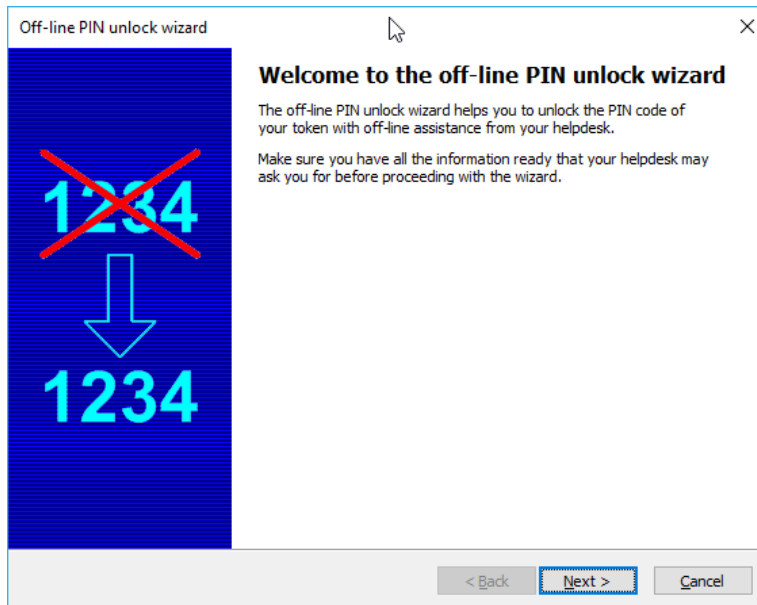 Off-line PIN unlock wizard
Welcome to the off-line PIN unlock wizard
The off-line PIN unlock wizard helps you to unlock the PIN code of
your token with off-line assistance from your helpdesk.
Make sure you have all the information ready that your helpdesk may
ask you for before proceeding with the wizard.
1234
1234
< Back
Next >
Cancel